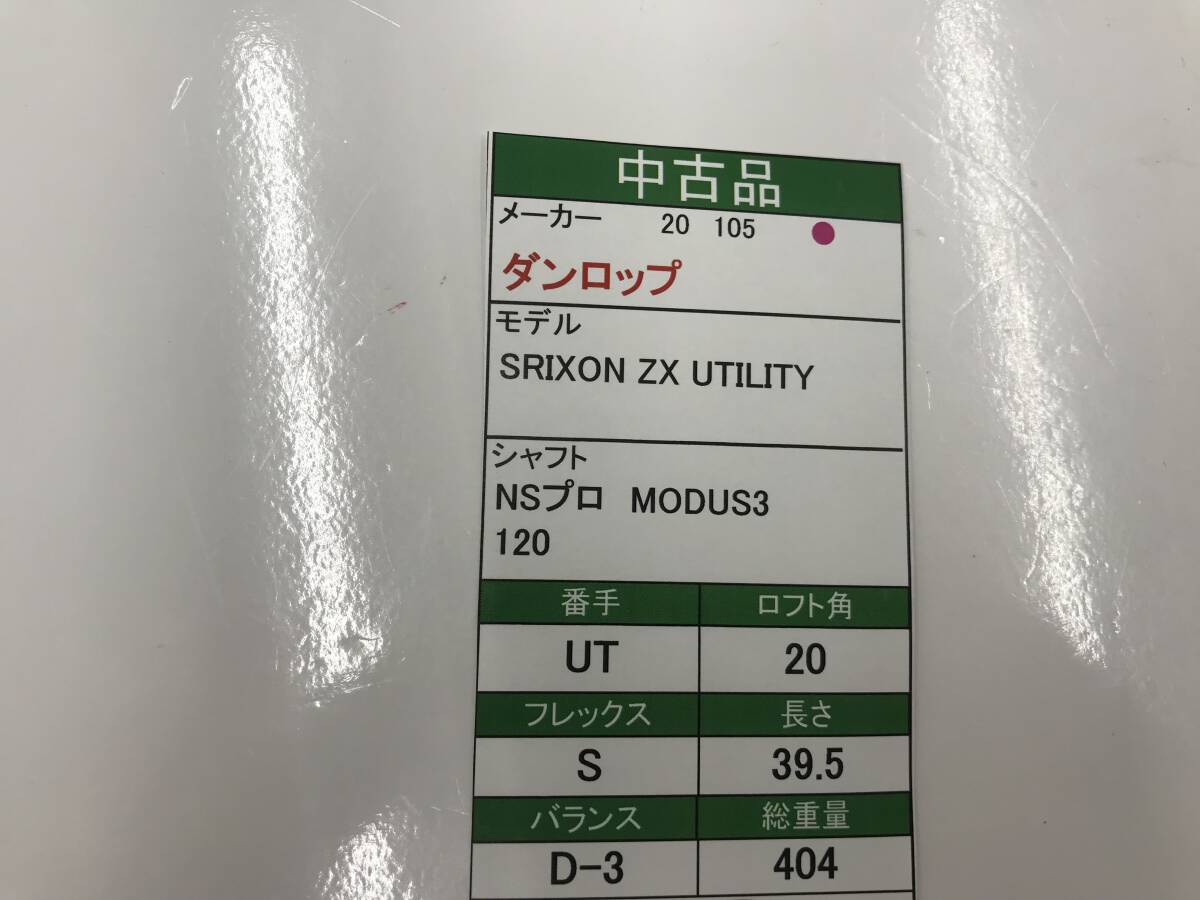 中古品
メーカー 20 105
ダンロップ
モデル
SRIXON ZX UTILITY
シャフト
NSプロ MODUS3
120
番手 ロフト角
UT 20
フレックス 長さ
S 39.5
バランス 総重量
D-3 404